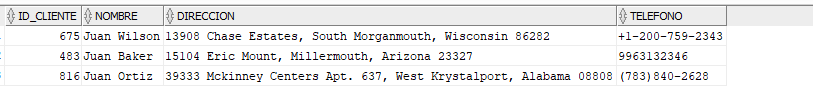 ID_CLIENTE NOMBRE DIRECCION TELEFONO
675 Juan Wilson 13908 Chase Estates, South Morganmouth, Wisconsin 86282 +1-200-759-2343
483 Juan Baker 15104 Eric Mount, Millermouth, Arizona 23327 9963132346
816 Juan Ortiz 39333 Mckinney Centers Apt. 637, West Krystalport, Alabama 08808 (783)840-2628